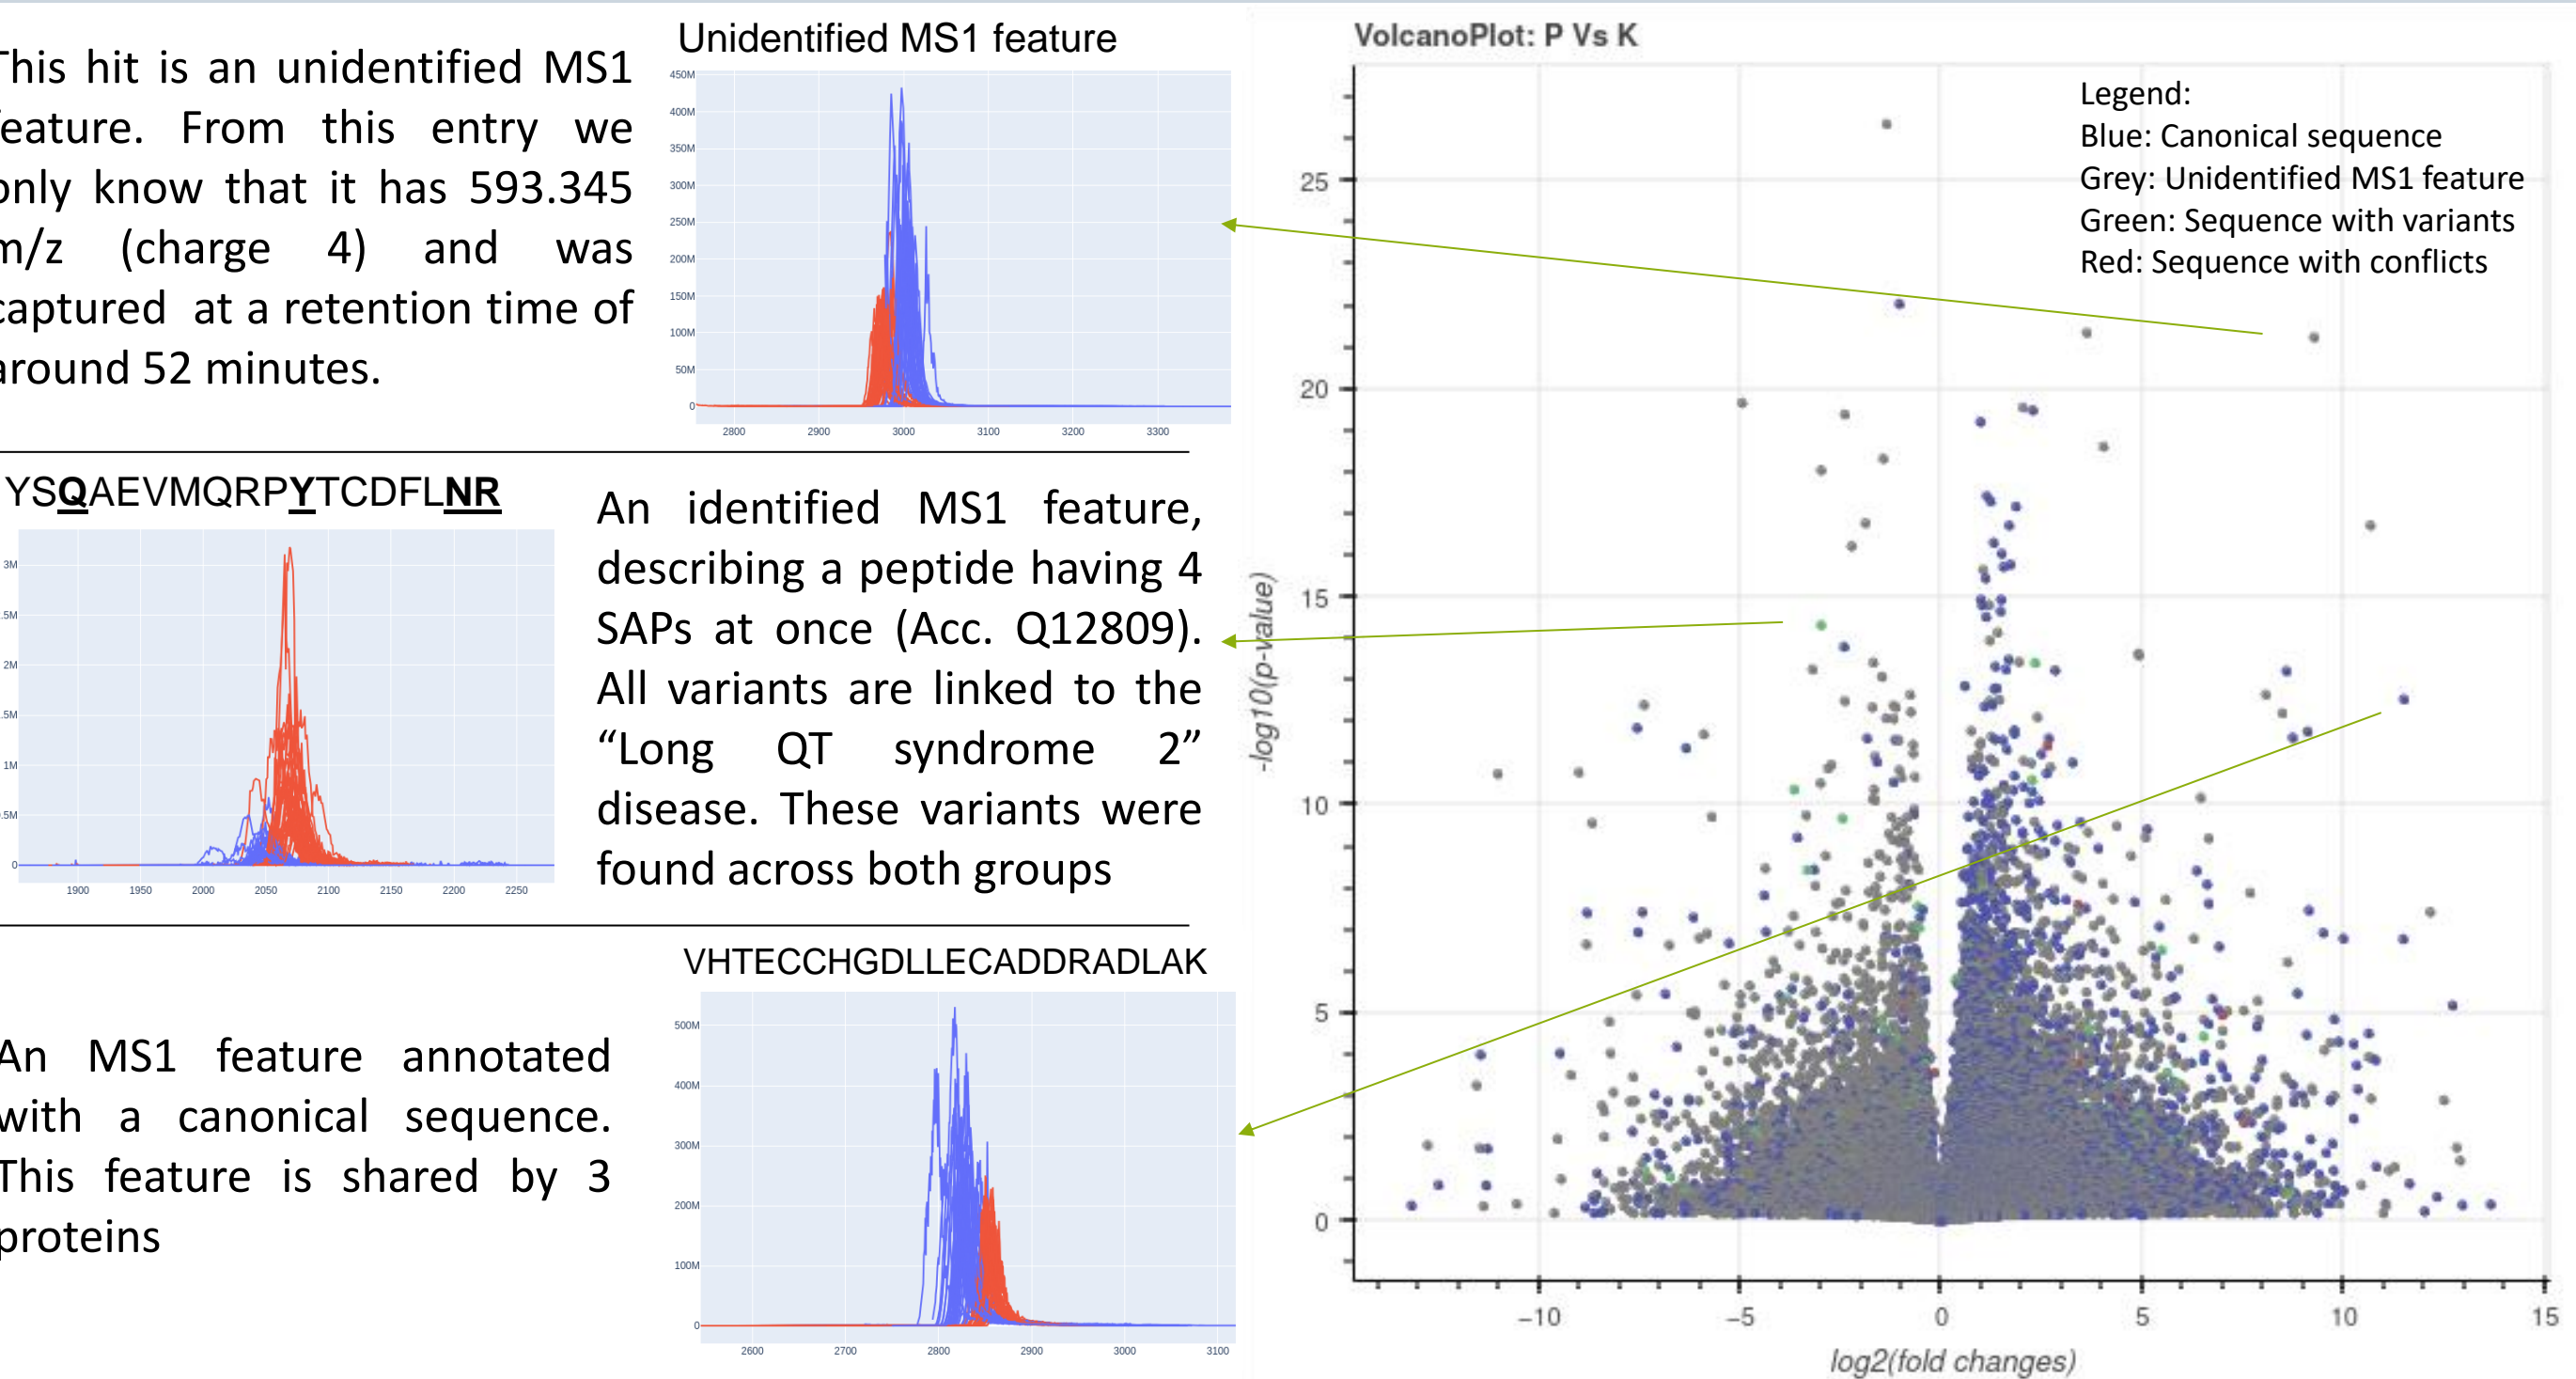 This hit is an unidentified MS1
feature. From this entry we
only know that it has 593.345
m/z (charge 4) and was
captured at a retention time of
around 52 minutes.
Unidentified MS1 feature
450M
400M
350M
300M
250M
200M
150M
100M
50M
0
2800 2900 3000 3100 3200 3300
YSQAEVMQRPYTCDFLNR
3M
.5M
2M
.5M
1M
.5M
0
1900 1950 2000 2050 2100 2150 2200 2250
An identified MS1 feature,
describing a peptide having 4
SAPs at once (Acc. Q12809).
All variants are linked to the
“Long QT syndrome 2”
disease. These variants were
found across both groups
An MS1 feature annotated
with a canonical sequence.
This feature is shared by 3
proteins
VHTECCHGDLLECADDRADLAK
500M
400M
300M
200M
100M
0
2600 2700 2800 2900 3000 3100
VolcanoPlot: P Vs K
Legend:
Blue: Canonical sequence
Grey: Unidentified MS1 feature
Green: Sequence with variants
Red: Sequence with conflicts
-log10(p-value)
25
20
15
10
5
0
−10 −5 0 5 10 15
log2(fold changes)